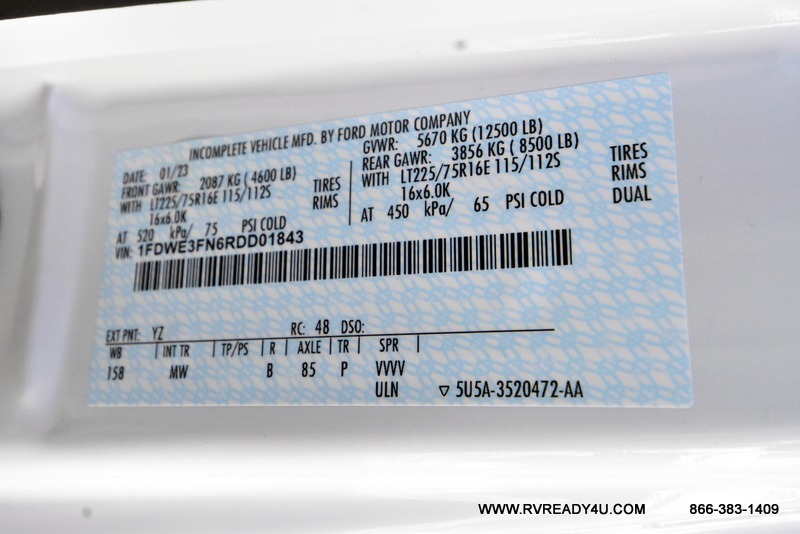 INCOMPLETE VEHICLE MFD. BY FORD MOTOR COMPANY
DATE: 01/23 GVWR: 5670 KG (12500 LB)
FRONT GAWR: 2087 KG ( 4600 LB) REAR GAWR: 3856 KG ( 8500 LB)
WITH LT225/75R16E 115/112S TIRES WITH LT225/75R16E 115/112S TIRES
16x6.0K RIMS 16x6.0K RIMS
AT 520 kPa/ 75 PSI COLD AT 450 kPa/ 65 PSI COLD DUAL
VIN: 1FDWE3FN6RDD01843
EXT PNT: YZ RC: 48 DSO:
WB INT TR TP/PS R AXLE TR SPR
158 MW B 85 P VVVV
ULN ▽ 5U5A-3520472-AA
WWW.RVREADY4U.COM 866-383-1409